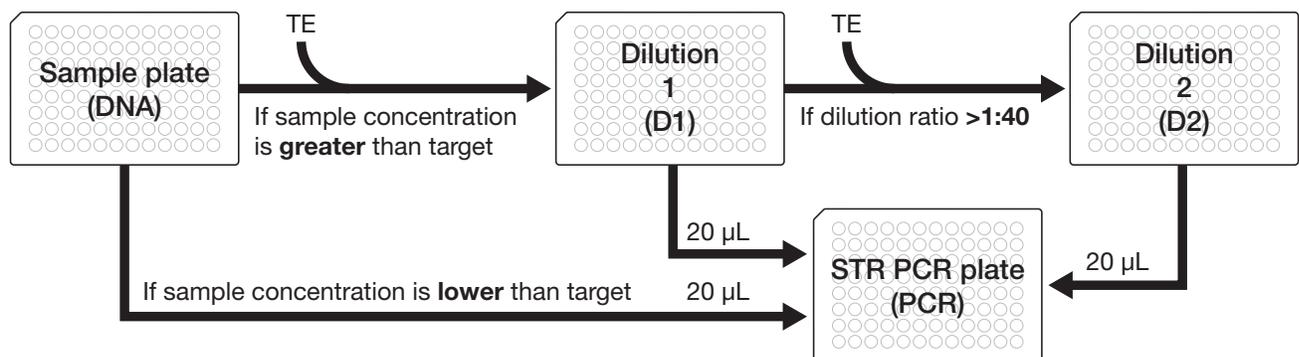 TE
TE
Sample plate
(DNA)
If sample concentration
is greater than target
Dilution
1
(D1)
If dilution ratio >1:40
Dilution
2
(D2)
20 µL
20 µL
If sample concentration is lower than target
20 µL
STR PCR plate
(PCR)